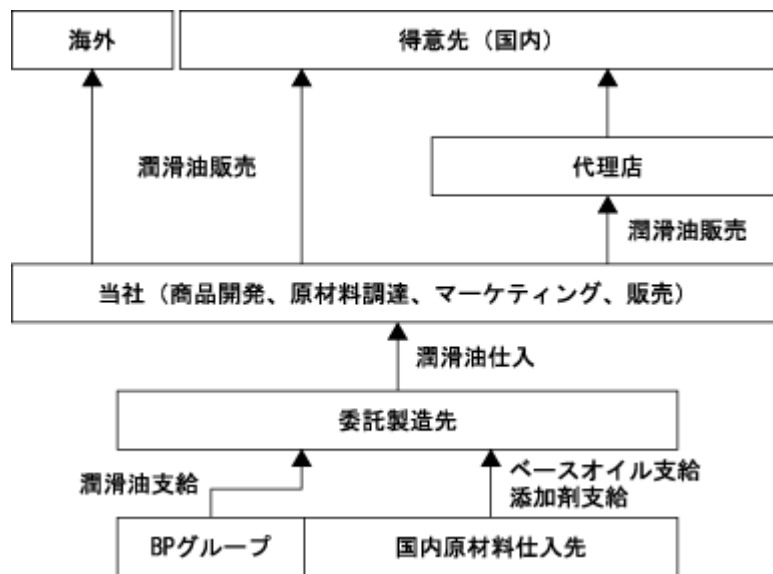 海外
得意先（国内）
潤滑油販売
代理店
潤滑油販売
当社（商品開発、原材料調達、マーケティング、販売）
潤滑油仕入
委託製造先
潤滑油支給
ベースオイル支給
添加剤支給
BPグループ
国内原材料仕入先